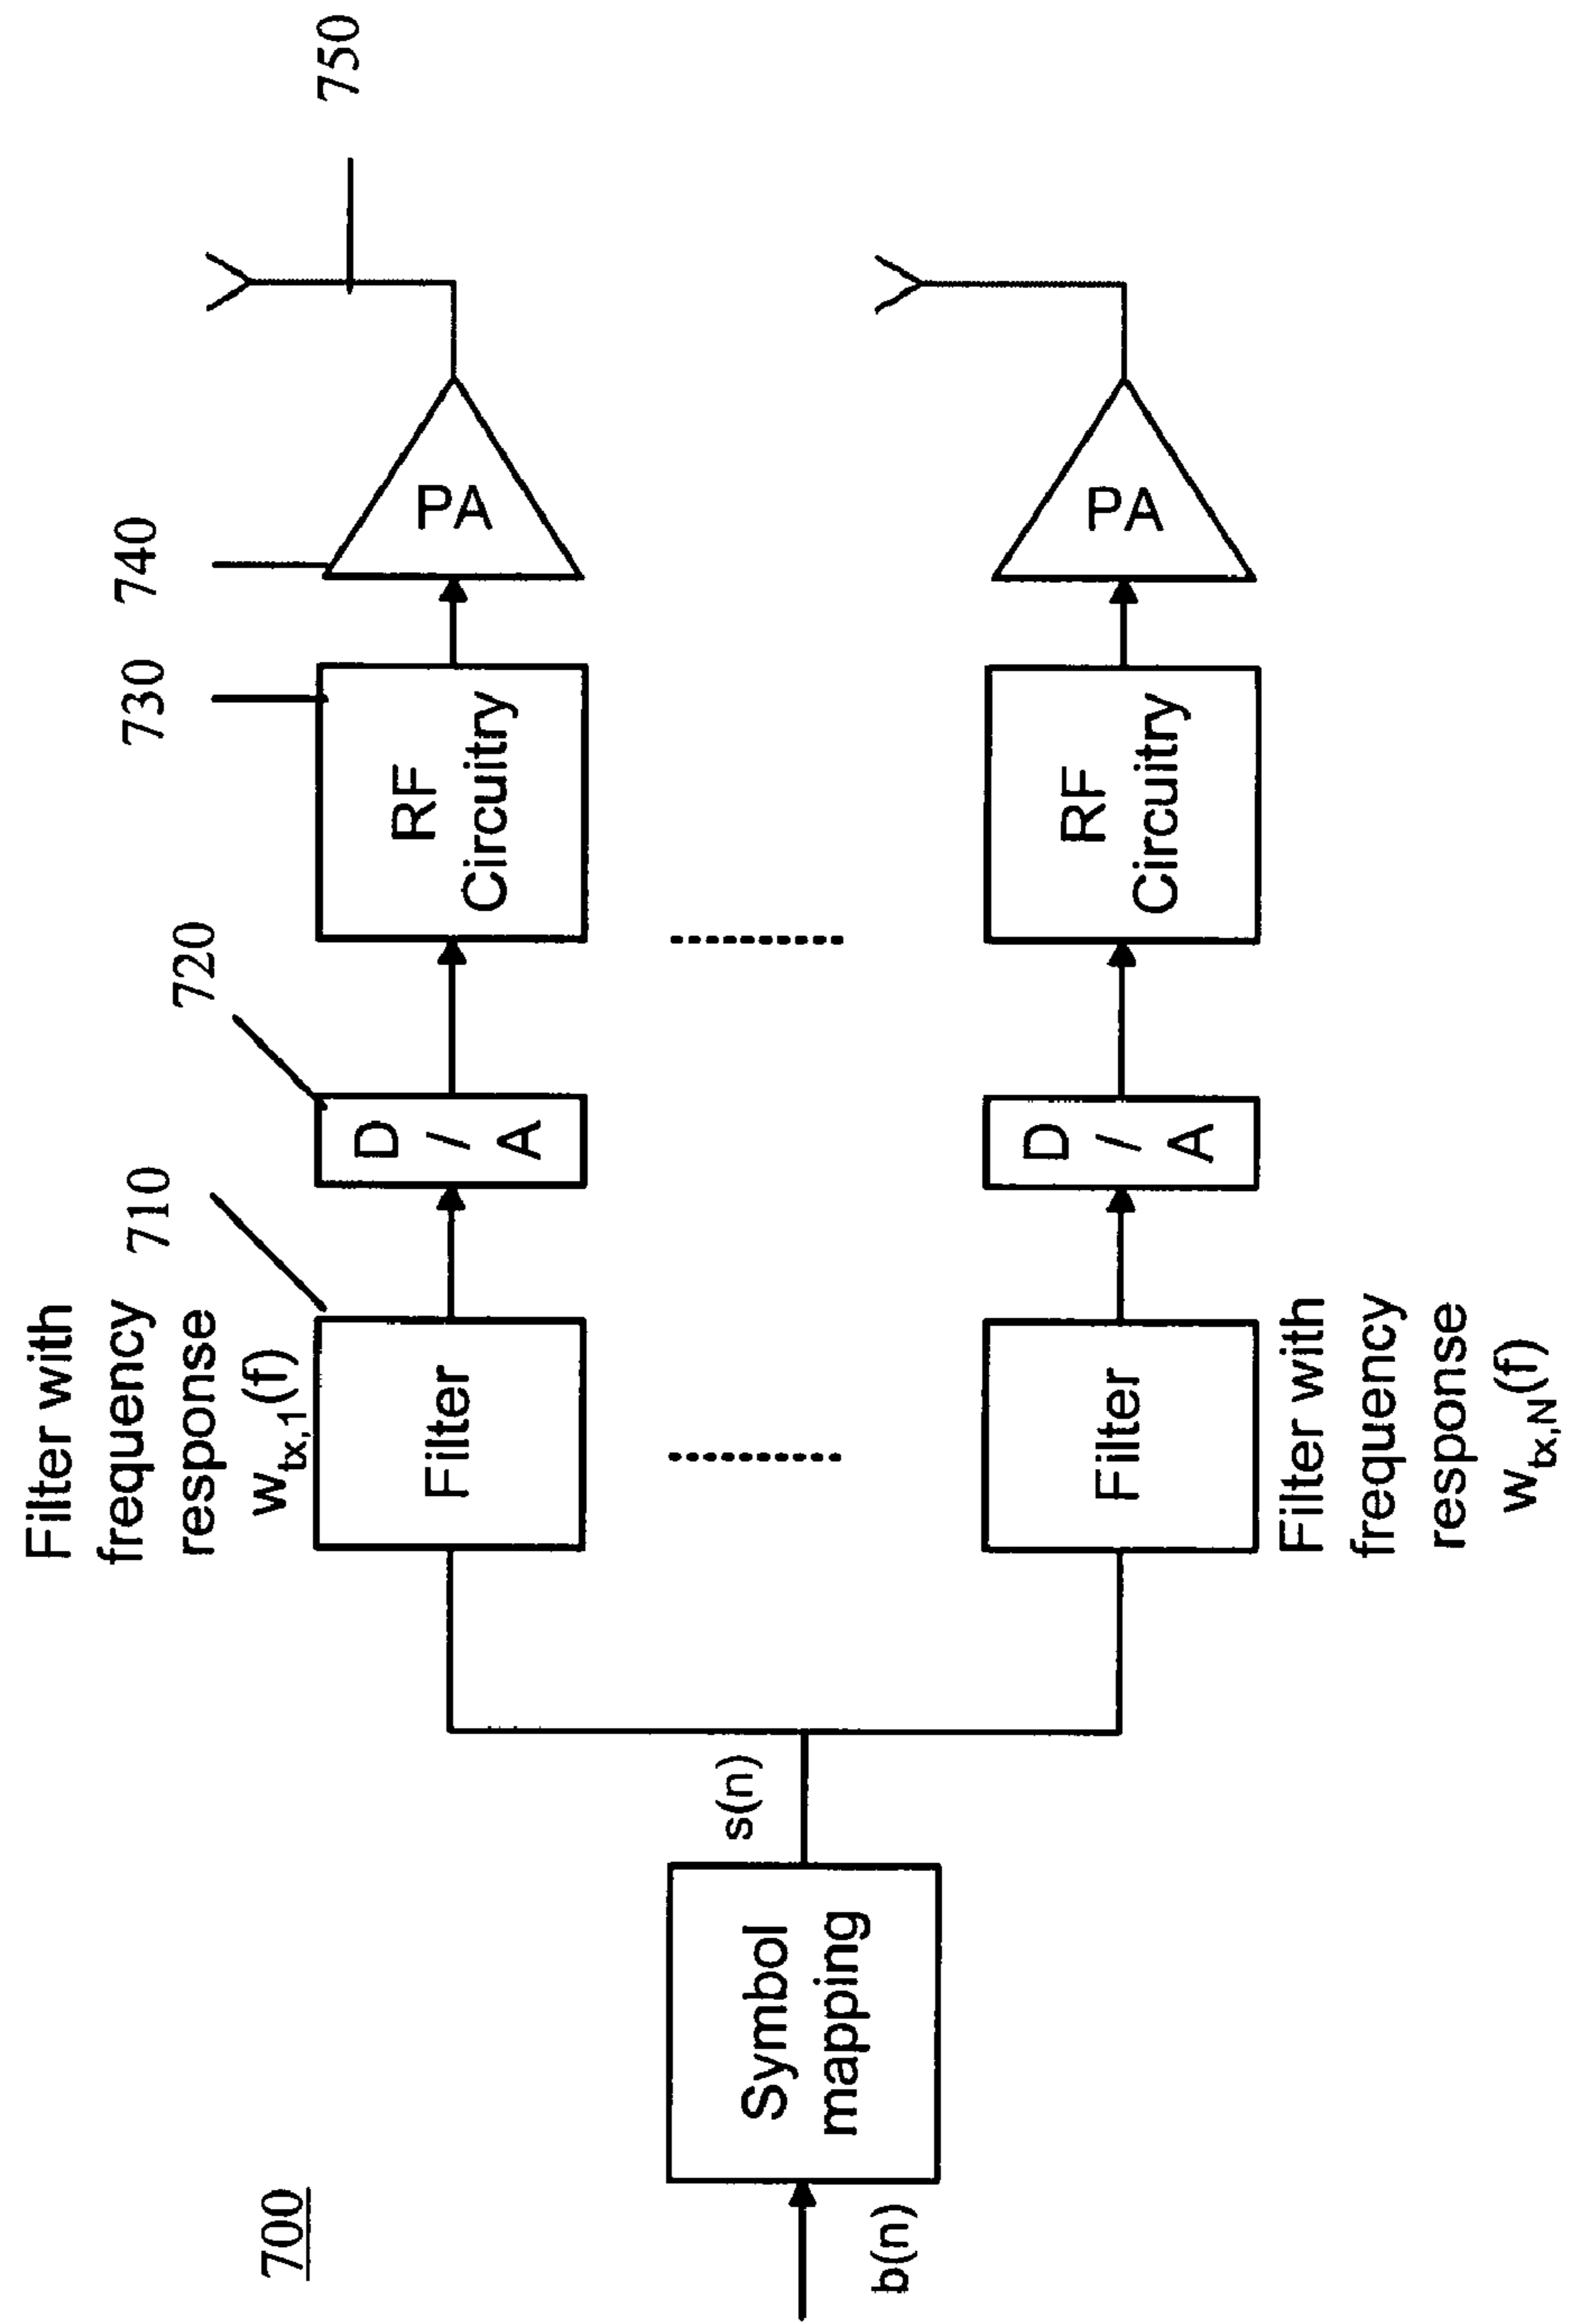 700
b(n)
Symbol
mapping
s(n)
Filter with
frequency
response
w_tx,1(f)
710
Filter
720
D
/
A
730
RF
Circuitry
740
PA
750
Filter
Filter with
frequency
response
w_tx,N(f)
D
/
A
RF
Circuitry
PA